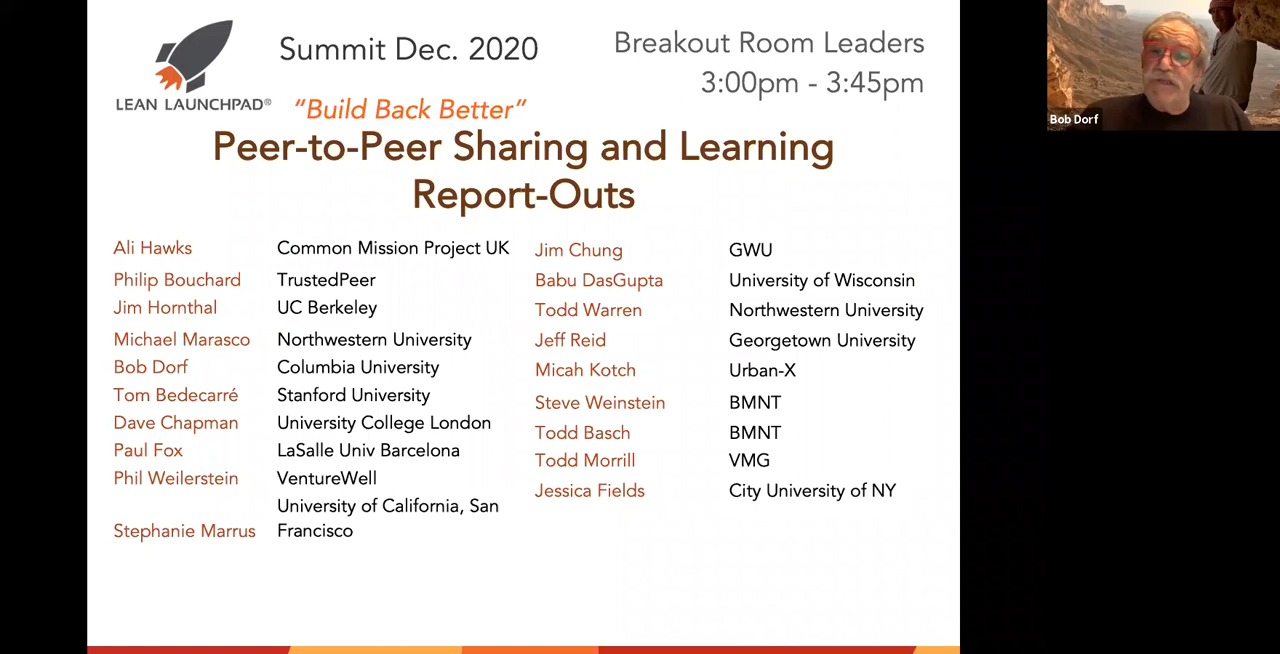 Summit Dec. 2020
Breakout Room Leaders
3:00pm - 3:45pm
LEAN LAUNCHPAD®
“Build Back Better”
Peer-to-Peer Sharing and Learning
Report-Outs
Ali Hawks Common Mission Project UK
Philip Bouchard TrustedPeer
Jim Hornthal UC Berkeley
Michael Marasco Northwestern University
Bob Dorf Columbia University
Tom Bedecarré Stanford University
Dave Chapman University College London
Paul Fox LaSalle Univ Barcelona
Phil Weilerstein VentureWell
University of California, San
Stephanie Marrus Francisco
Jim Chung GWU
Babu DasGupta University of Wisconsin
Todd Warren Northwestern University
Jeff Reid Georgetown University
Micah Kotch Urban-X
Steve Weinstein BMNT
Todd Basch BMNT
Todd Morrill VMG
Jessica Fields City University of NY
Bob Dorf